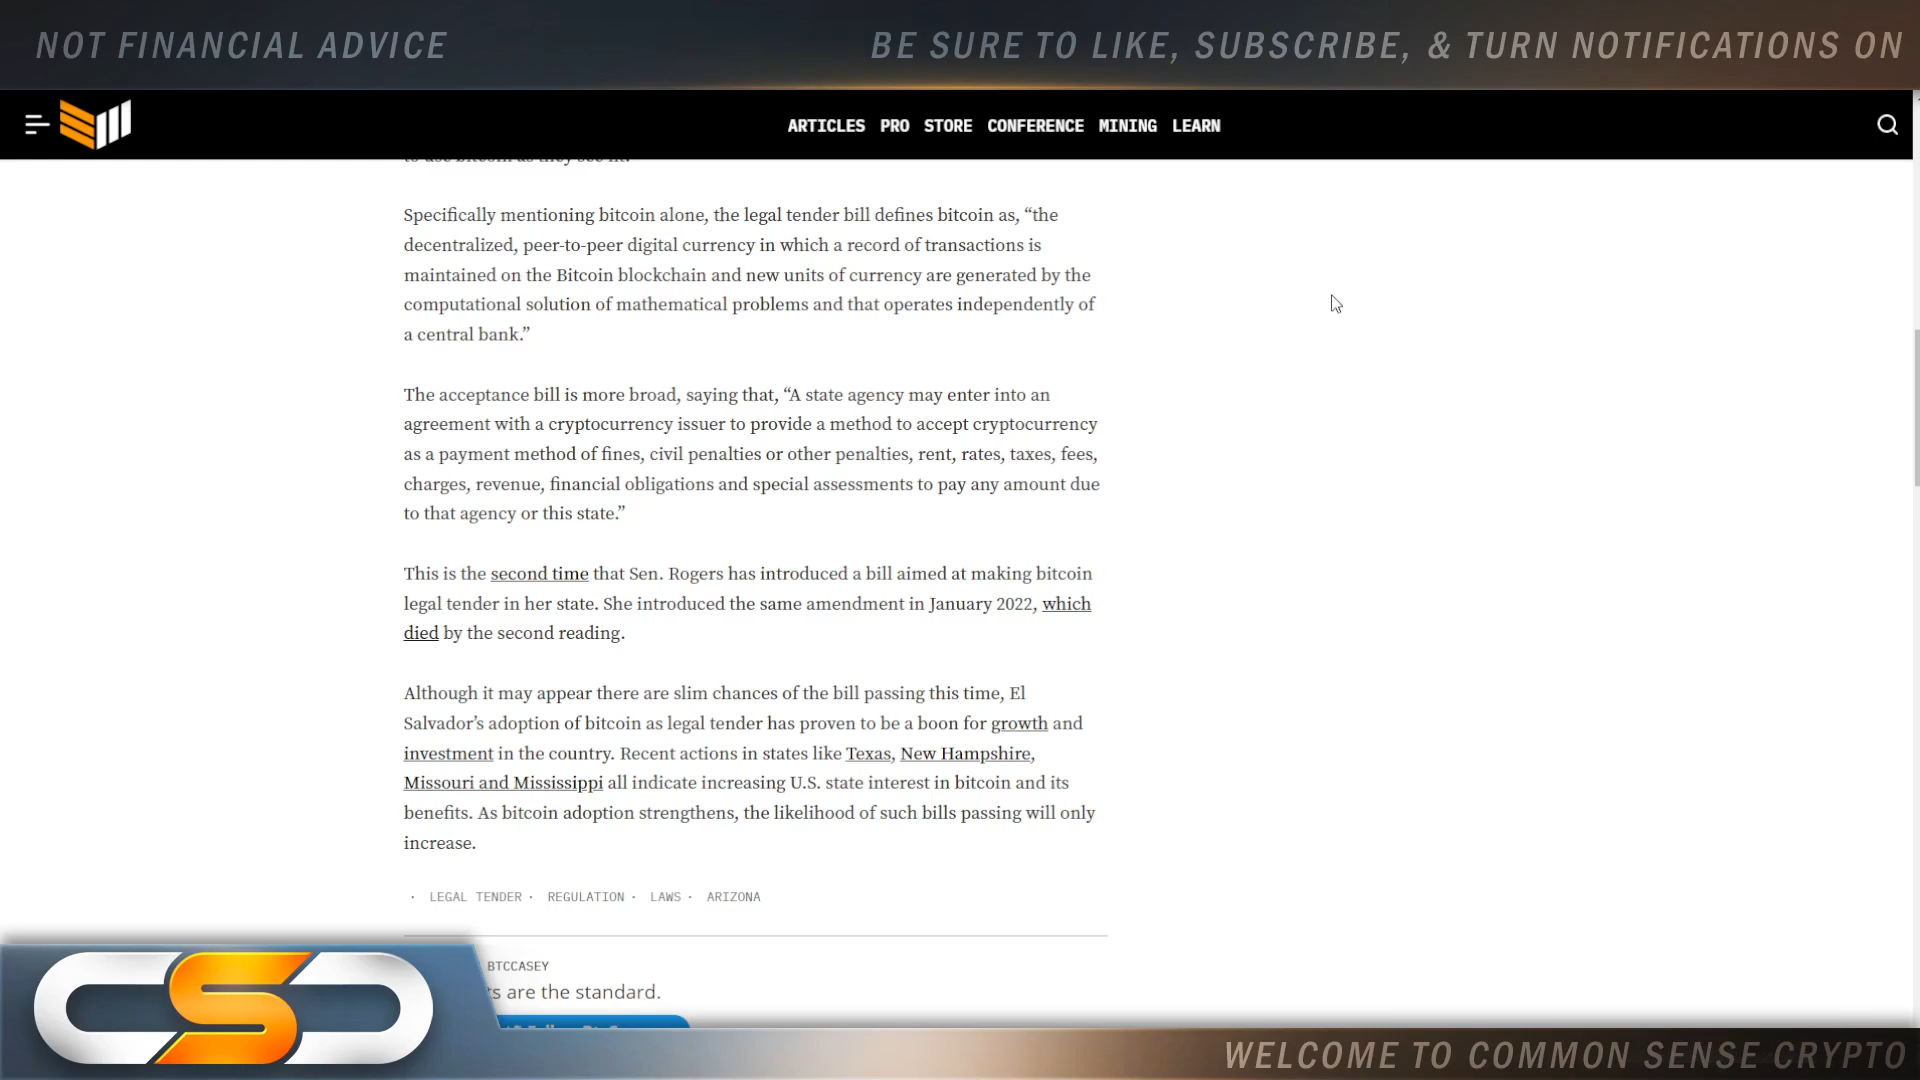 NOT FINANCIAL ADVICE
BE SURE TO LIKE, SUBSCRIBE, & TURN NOTIFICATIONS ON
ARTICLES PRO STORE CONFERENCE MINING LEARN
to use bitcoin as they see fit.
Specifically mentioning bitcoin alone, the legal tender bill defines bitcoin as, “the
decentralized, peer-to-peer digital currency in which a record of transactions is
maintained on the Bitcoin blockchain and new units of currency are generated by the
computational solution of mathematical problems and that operates independently of
a central bank.”
The acceptance bill is more broad, saying that, “A state agency may enter into an
agreement with a cryptocurrency issuer to provide a method to accept cryptocurrency
as a payment method of fines, civil penalties or other penalties, rent, rates, taxes, fees,
charges, revenue, financial obligations and special assessments to pay any amount due
to that agency or this state.”
This is the second time that Sen. Rogers has introduced a bill aimed at making bitcoin
legal tender in her state. She introduced the same amendment in January 2022, which
died by the second reading.
Although it may appear there are slim chances of the bill passing this time, El
Salvador’s adoption of bitcoin as legal tender has proven to be a boon for growth and
investment in the country. Recent actions in states like Texas, New Hampshire,
Missouri and Mississippi all indicate increasing U.S. state interest in bitcoin and its
benefits. As bitcoin adoption strengthens, the likelihood of such bills passing will only
increase.
· LEGAL TENDER · REGULATION · LAWS · ARIZONA
BTCCASEY
are the standard.
CSC
WELCOME TO COMMON SENSE CRYPTO